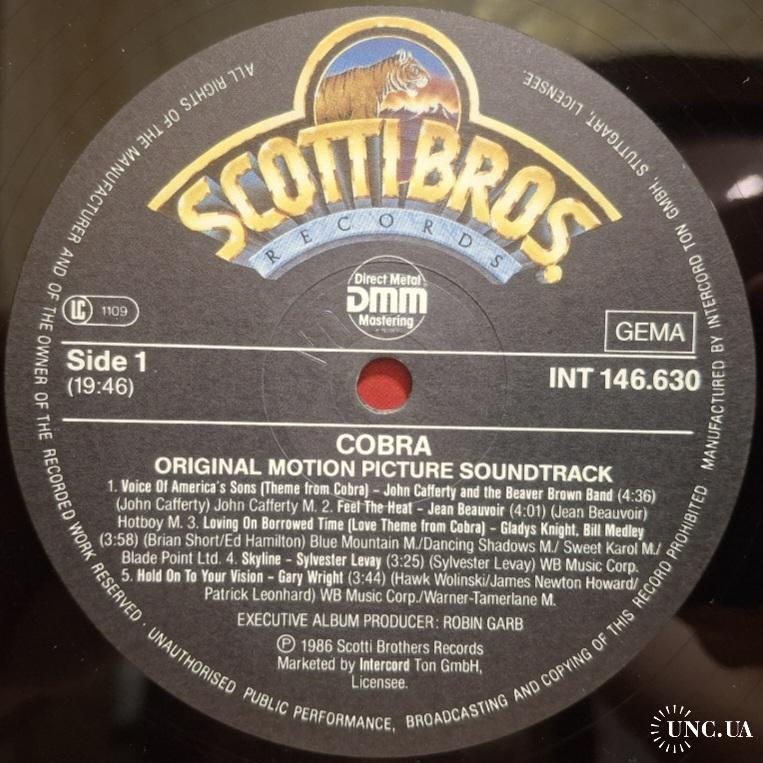 SCOTTI BROS.
RECORDS
Direct Metal
DMM
Mastering
LC 1109
GEMA
Side 1
(19:46)
INT 146.630
COBRA
ORIGINAL MOTION PICTURE SOUNDTRACK
1. Voice Of America's Sons (Theme from Cobra) – John Cafferty and the Beaver Brown Band (4:36)
(John Cafferty) John Cafferty M. 2. Feel The Heat – Jean Beauvoir (4:01) (Jean Beauvoir)
Hotboy M. 3. Loving On Borrowed Time (Love Theme from Cobra) – Gladys Knight, Bill Medley
(3:58) (Brian Short/Ed Hamilton) Blue Mountain M./Dancing Shadows M./ Sweet Karol M./
Blade Point Ltd. 4. Skyline – Sylvester Levay (3:25) (Sylvester Levay) WB Music Corp.
5. Hold On To Your Vision – Gary Wright (3:44) (Hawk Wolinski/James Newton Howard/
Patrick Leonhard) WB Music Corp./Warner-Tamerlane M.
EXECUTIVE ALBUM PRODUCER: ROBIN GARB
℗ 1986 Scotti Brothers Records
Marketed by Intercord Ton GmbH,
Licensee.
ALL RIGHTS OF THE MANUFACTURER AND OF THE OWNER OF THE RECORDED WORK RESERVED · UNAUTHORISED PUBLIC PERFORMANCE, BROADCASTING AND COPYING OF THIS RECORD PROHIBITED
MANUFACTURED BY INTERCORD TON GMBH, STUTTGART, LICENSEE.
UNC.UA